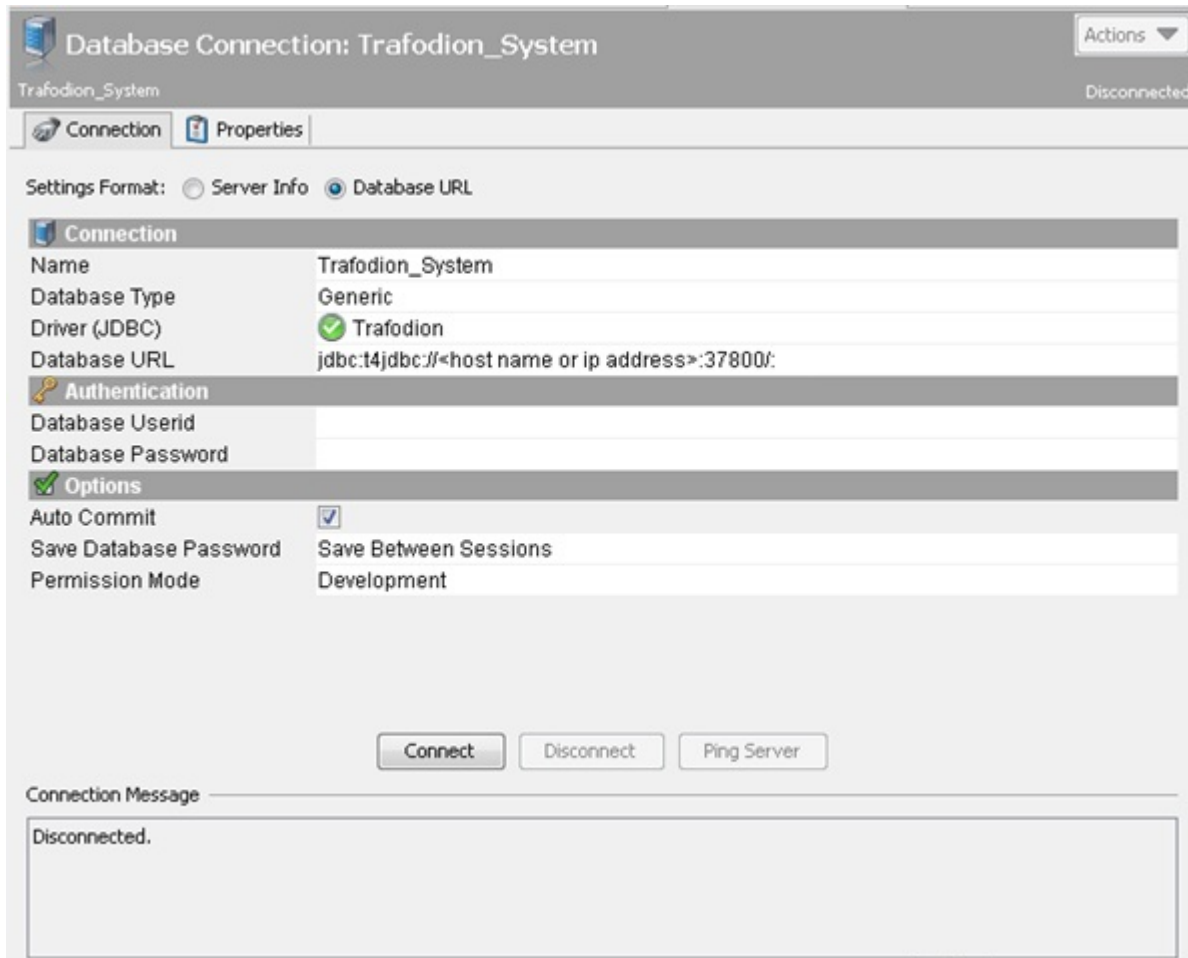 Database Connection: Trafodion_System
Actions
Trafodion_System
Disconnected
Connection Properties
Settings Format: Server Info Database URL
Connection
Name Trafodion_System
Database Type Generic
Driver (JDBC) Trafodion
Database URL jdbc:t4jdbc://<host name or ip address>:37800/:
Authentication
Database Userid
Database Password
Options
Auto Commit
Save Database Password Save Between Sessions
Permission Mode Development
Connect Disconnect Ping Server
Connection Message
Disconnected.